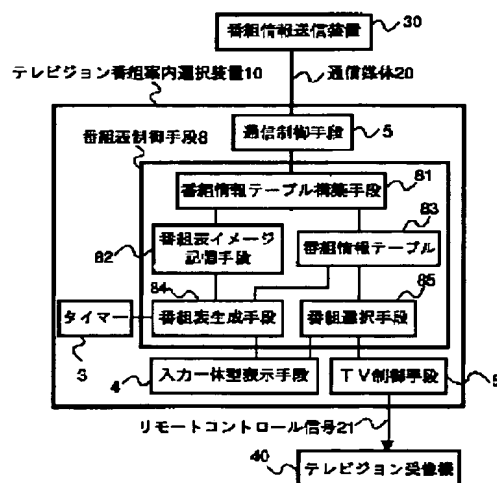 番組情報送信装置
30
テレビジョン番組案内選択装置10
通信媒体20
番組表制御手段8
通信制御手段
5
81
番組情報テーブル構築手段
83
番組表イメージ
記憶手段
番組情報テーブル
82
84
85
タイマー
番組表生成手段
番組選択手段
3
4
入力一体型表示手段
TV制御手段
リモートコントロール信号21
40
テレビジョン受像機